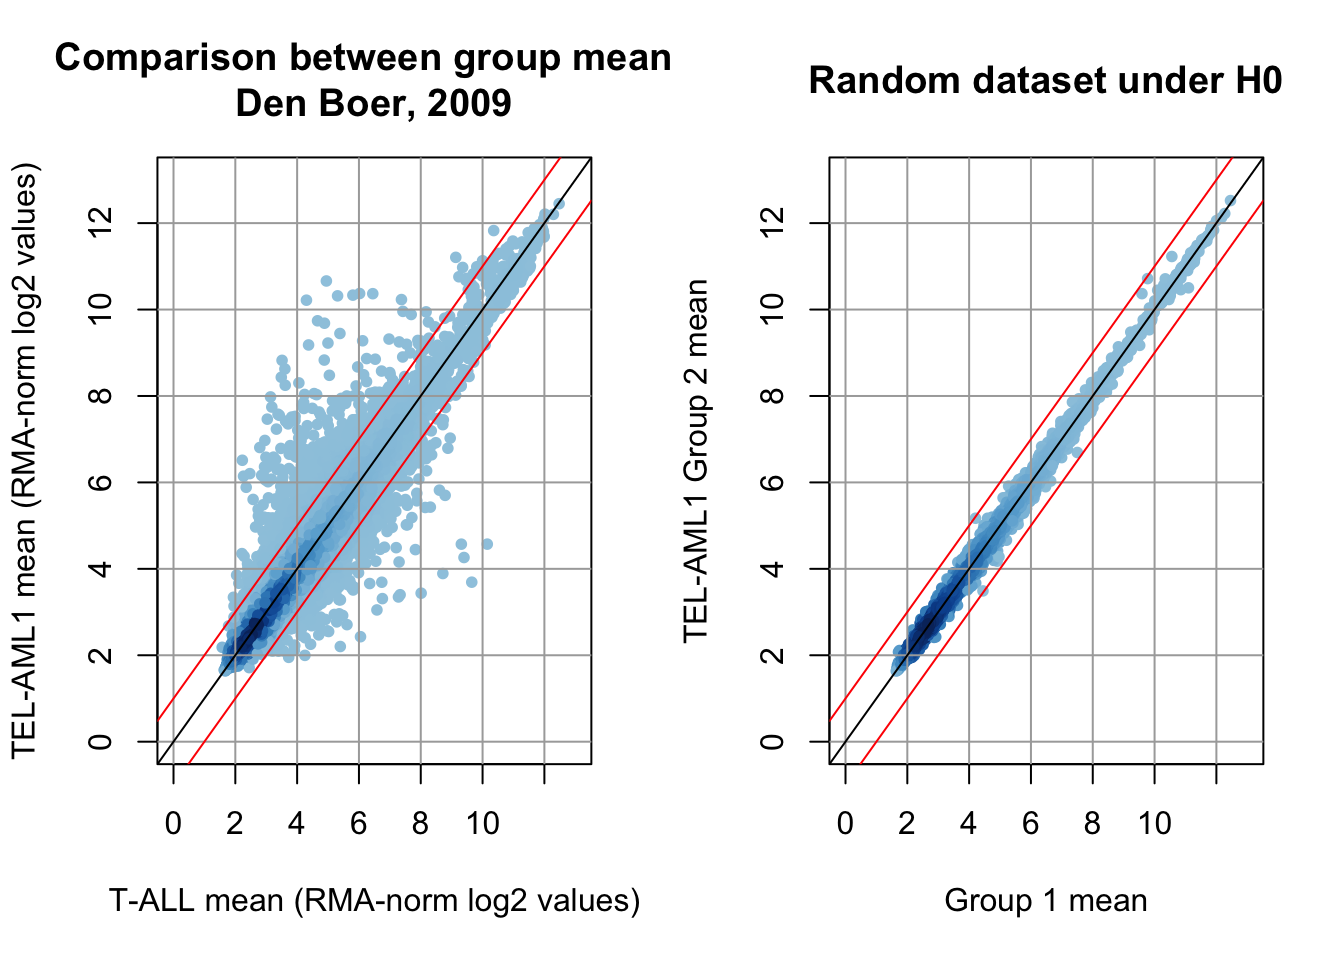 Comparison between group mean
Den Boer, 2009
TEL-AML1 mean (RMA-norm log2 values)
12
10
8
6
4
2
0
0 2 4 6 8 10
T-ALL mean (RMA-norm log2 values)
Random dataset under H0
TEL-AML1 Group 2 mean
12
10
8
6
4
2
0
0 2 4 6 8 10
Group 1 mean